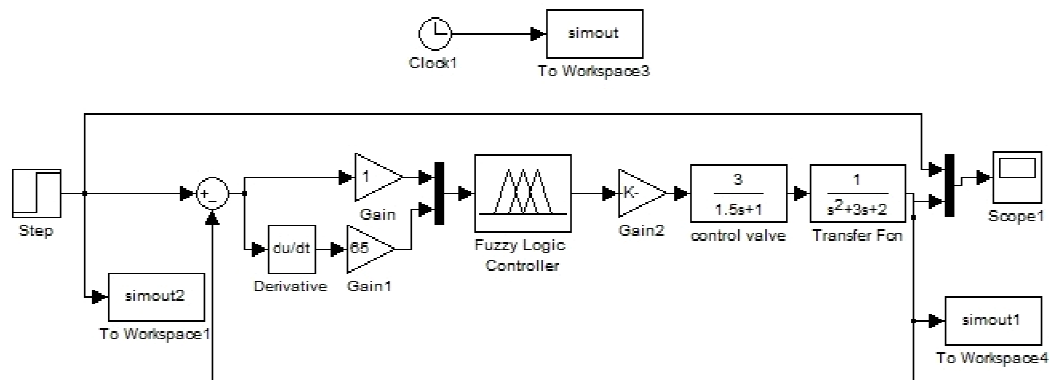 simout
Clock1
To Workspace3
Step
+
−
1
Gain
du/dt
Derivative
65
Gain1
Fuzzy Logic
Controller
K-
Gain2
3
1.5s+1
control valve
1
s²+3s+2
Transfer Fcn
Scope1
simout2
To Workspace1
simout1
To Workspace4